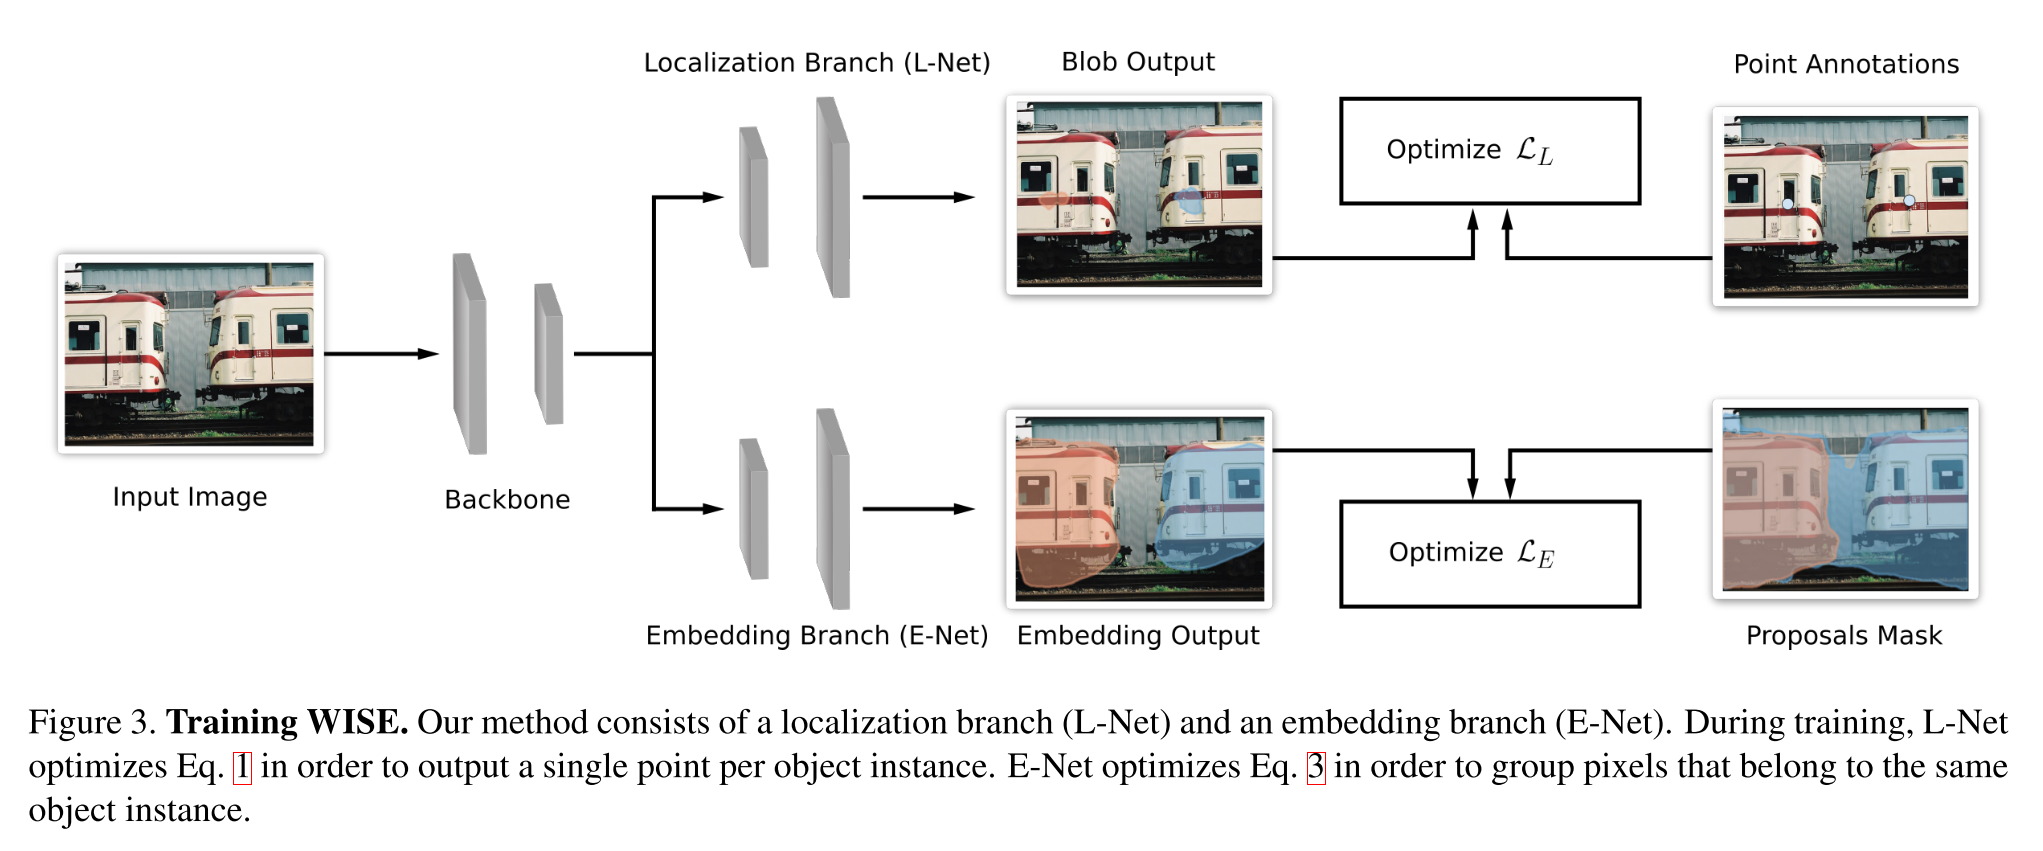 Localization Branch (L-Net)
Blob Output
Point Annotations
Optimize ℒ_L
Input Image
Backbone
Optimize ℒ_E
Embedding Branch (E-Net)
Embedding Output
Proposals Mask
Figure 3. Training WISE. Our method consists of a localization branch (L-Net) and an embedding branch (E-Net). During training, L-Net
optimizes Eq. 1 in order to output a single point per object instance. E-Net optimizes Eq. 3 in order to group pixels that belong to the same
object instance.